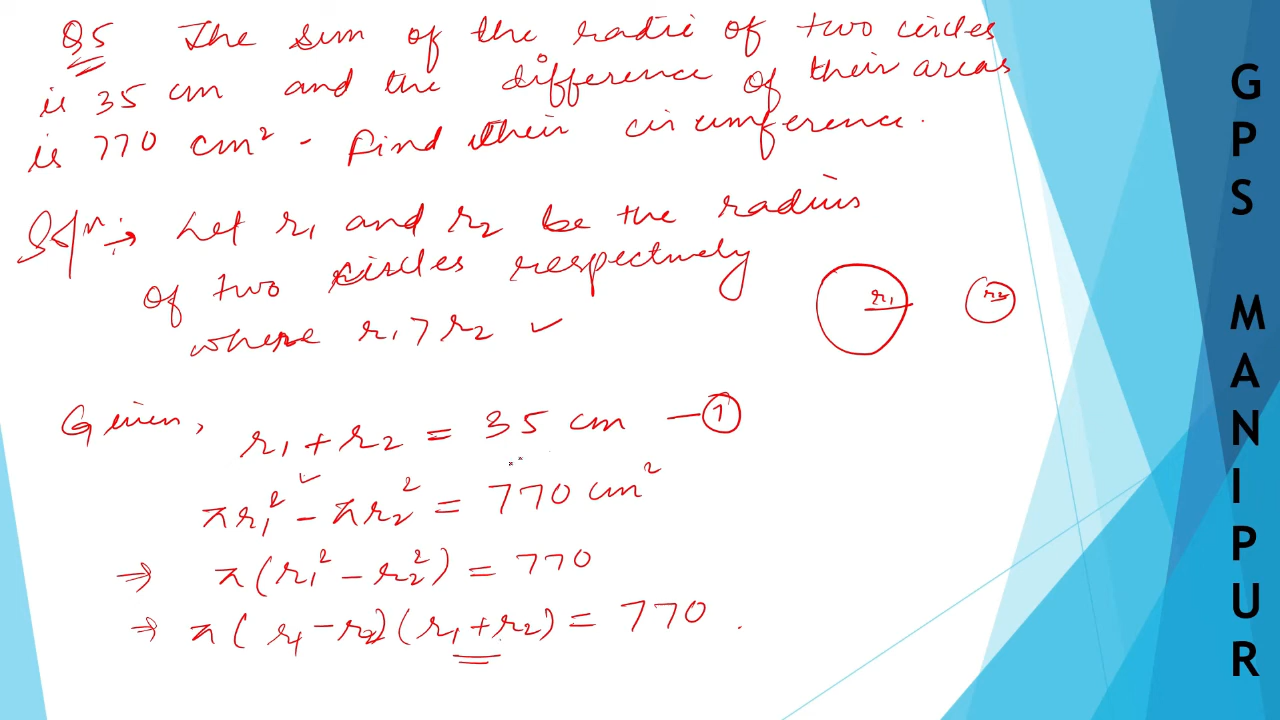 Q5 The sum of the radii of two circles
is 35 cm and the difference of their areas
is 770 cm² - Find their circumference.
Solⁿ:→ Let r₁ and r₂ be the radius
of two circles respectively
where r₁ > r₂ ✓
r₁ r₂
Given, r₁ + r₂ = 35 cm — ①
πr₁² - πr₂² = 770 cm²
⇒ π(r₁² - r₂²) = 770
⇒ π(r₁ - r₂)(r₁ + r₂) = 770.
GPS MANIPUR